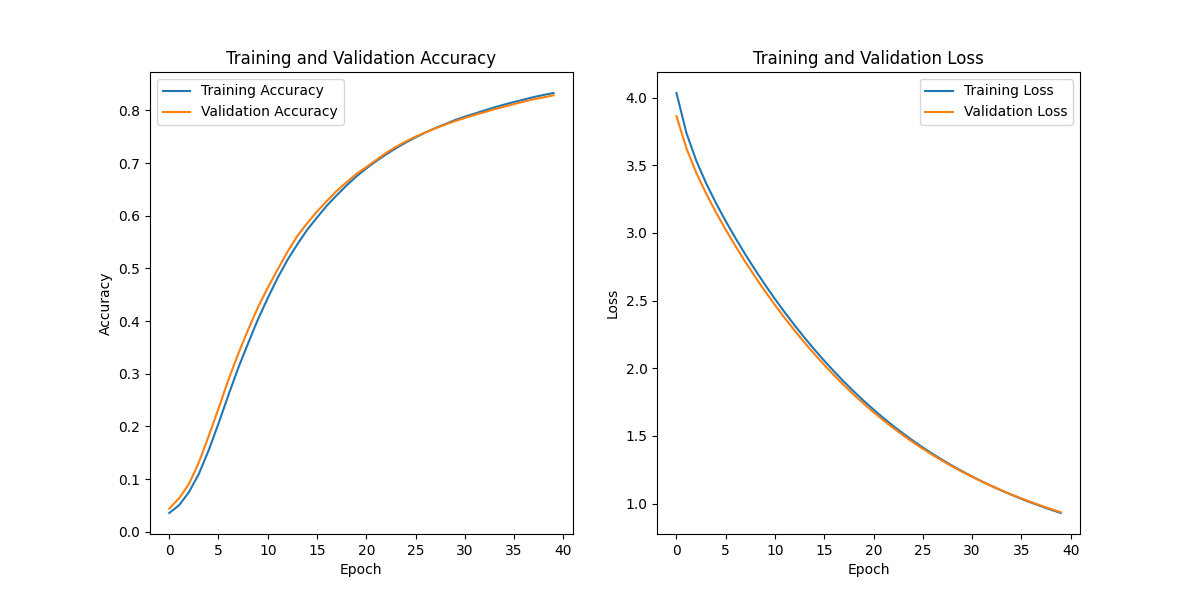 Training and Validation Accuracy
Training Accuracy
Validation Accuracy
0.8
0.7
0.6
0.5
0.4
0.3
0.2
0.1
0.0
Accuracy
0 5 10 15 20 25 30 35 40
Epoch
Training and Validation Loss
Training Loss
Validation Loss
4.0
3.5
3.0
2.5
2.0
1.5
1.0
Loss
0 5 10 15 20 25 30 35 40
Epoch